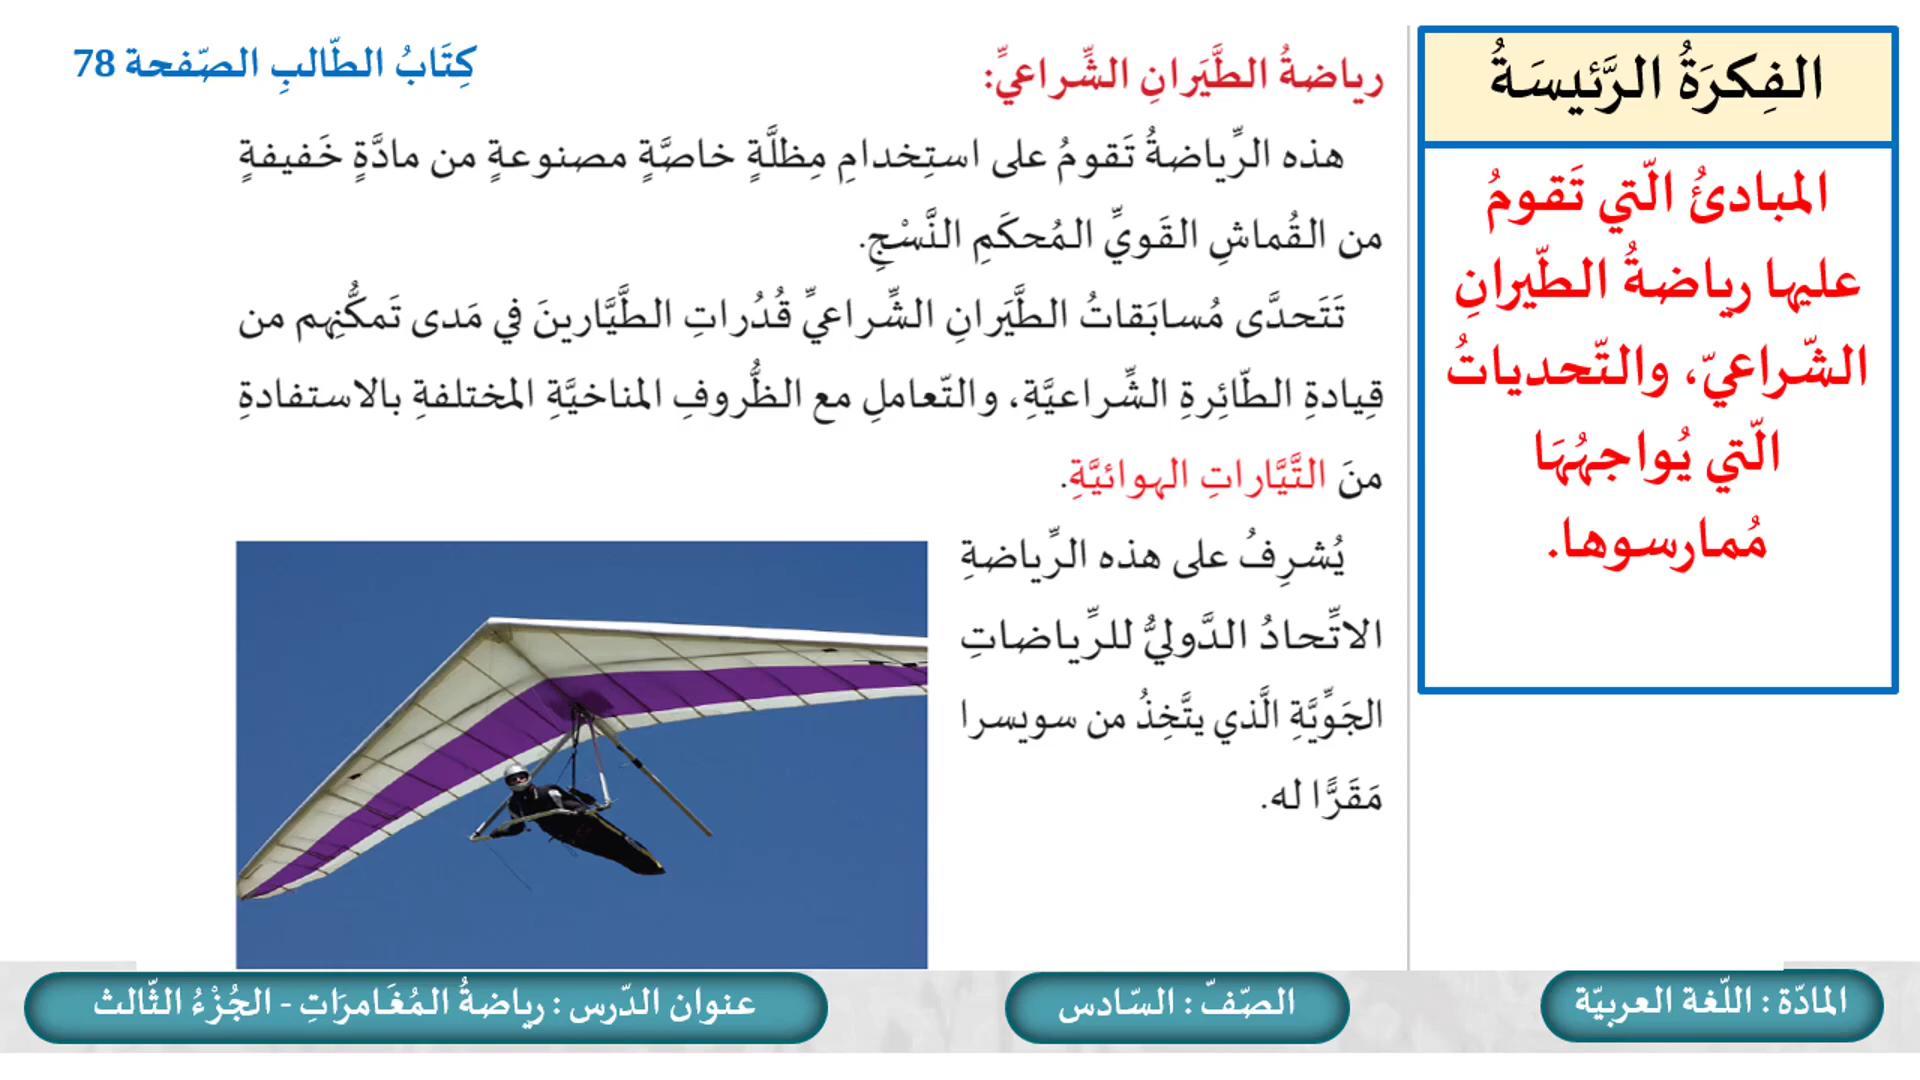 كِتَابُ الطّالبِ الصّفحة 78
رياضةُ الطَّيَرانِ الشِّراعيِّ:
هذه الرِّياضةُ تَقومُ على استِخدامِ مِظلَّةٍ خاصَّةٍ مصنوعةٍ من مادَّةٍ خَفيفةٍ
من القُماشِ القَويِّ المُحكَمِ النَّسْجِ.
تَتَحدَّى مُسابَقاتُ الطَّيَرانِ الشِّراعيِّ قُدُراتِ الطَّيَّارينَ في مَدى تَمكُّنِهم من
قِيادةِ الطّائِرةِ الشِّراعيَّةِ، والتّعاملِ مع الظُّروفِ المناخيَّةِ المختلفةِ بالاستفادةِ
منَ التَّيَّاراتِ الهوائيَّةِ.
يُشرِفُ على هذه الرِّياضةِ
الاتِّحادُ الدَّوليُّ للرِّياضاتِ
الجَوِّيَّةِ الَّذي يتَّخِذُ من سويسرا
مَقَرًّا له.
الفِكرَةُ الرَّئيسَةُ
المبادئُ الّتي تَقومُ
عليها رياضةُ الطّيرانِ
الشّراعيّ، والتّحدياتُ
الّتي يُواجهُهَا
مُمارسوها.
المادّة : اللّغة العربيّة
الصّفّ : السّادس
عنوان الدّرس : رياضةُ المُغَامرَاتِ - الجُزْءُ الثّالث